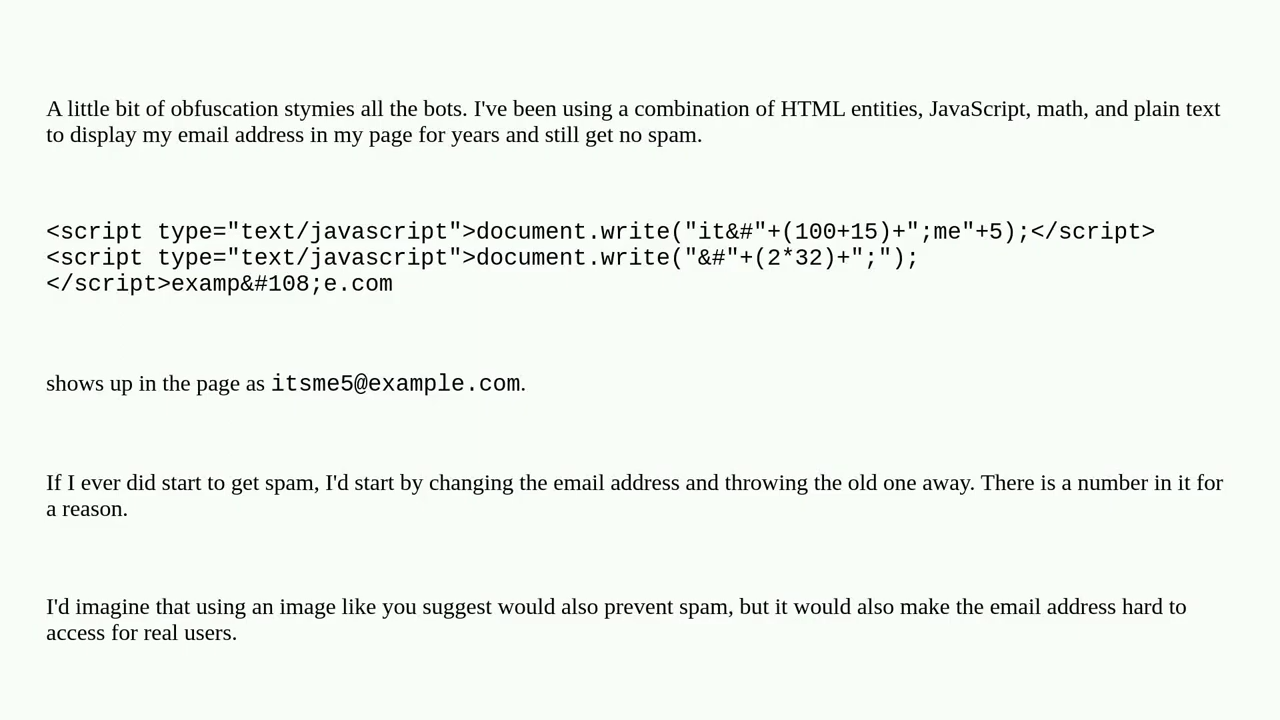 A little bit of obfuscation stymies all the bots. I've been using a combination of HTML entities, JavaScript, math, and plain text
to display my email address in my page for years and still get no spam.
<script type="text/javascript">document.write("it&#"+(100+15)+";me"+5);</script>
<script type="text/javascript">document.write("&#"+(2*32)+";");
</script>examp&#108;e.com
shows up in the page as itsme5@example.com.
If I ever did start to get spam, I'd start by changing the email address and throwing the old one away. There is a number in it for
a reason.
I'd imagine that using an image like you suggest would also prevent spam, but it would also make the email address hard to
access for real users.